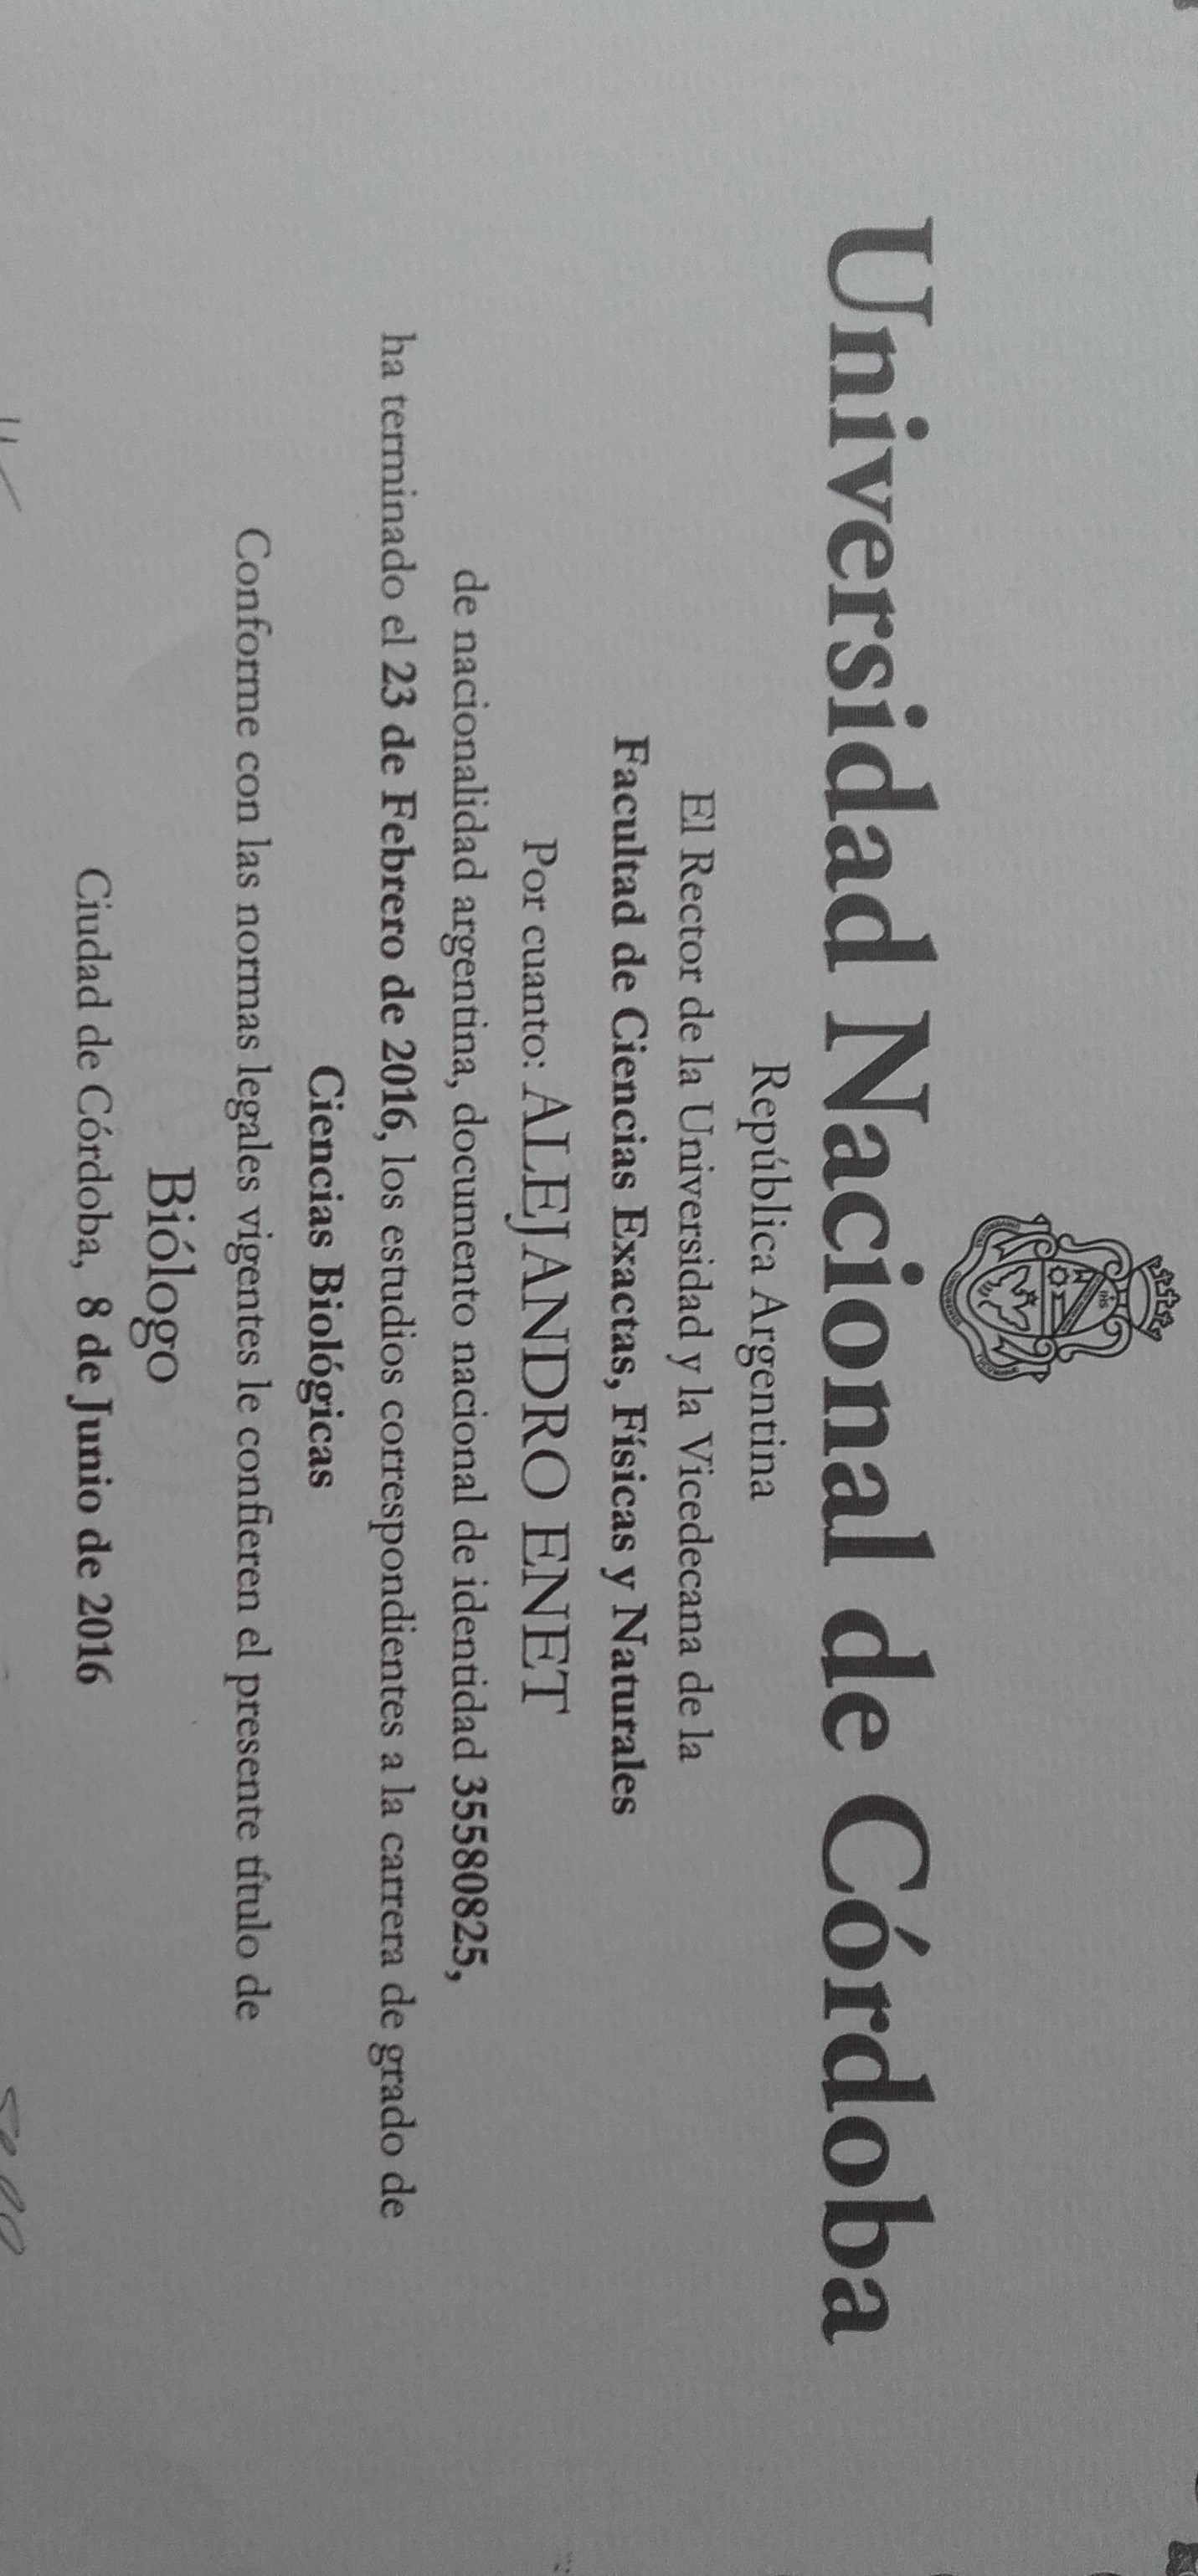 Universidad Nacional de Córdoba
República Argentina
El Rector de la Universidad y la Vicedecana de la
Facultad de Ciencias Exactas, Físicas y Naturales
Por cuanto: ALEJANDRO ENET
de nacionalidad argentina, documento nacional de identidad 35580825,
ha terminado el 23 de Febrero de 2016, los estudios correspondientes a la carrera de grado de
Ciencias Biológicas
Conforme con las normas legales vigentes le confieren el presente título de
Biólogo
Ciudad de Córdoba, 8 de Junio de 2016